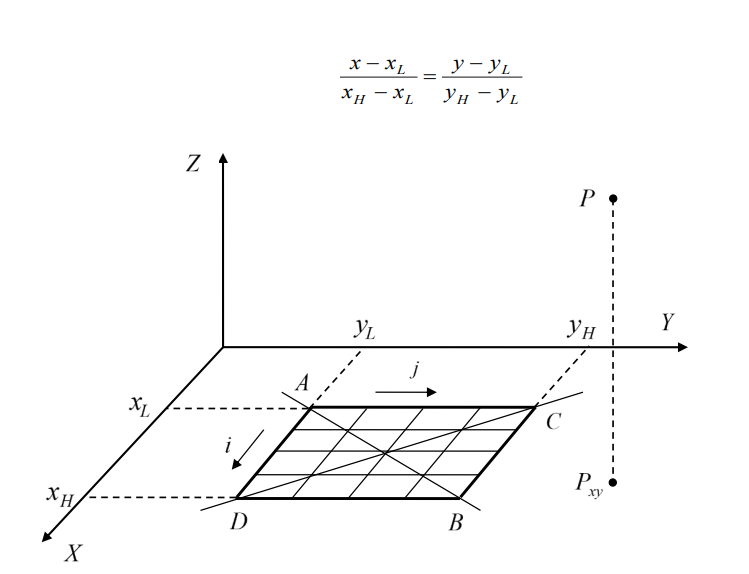 x − x_L / x_H − x_L = y − y_L / y_H − y_L
Z
P
y_L
y_H
Y
A
j
x_L
C
i
x_H
P_xy
D
B
X